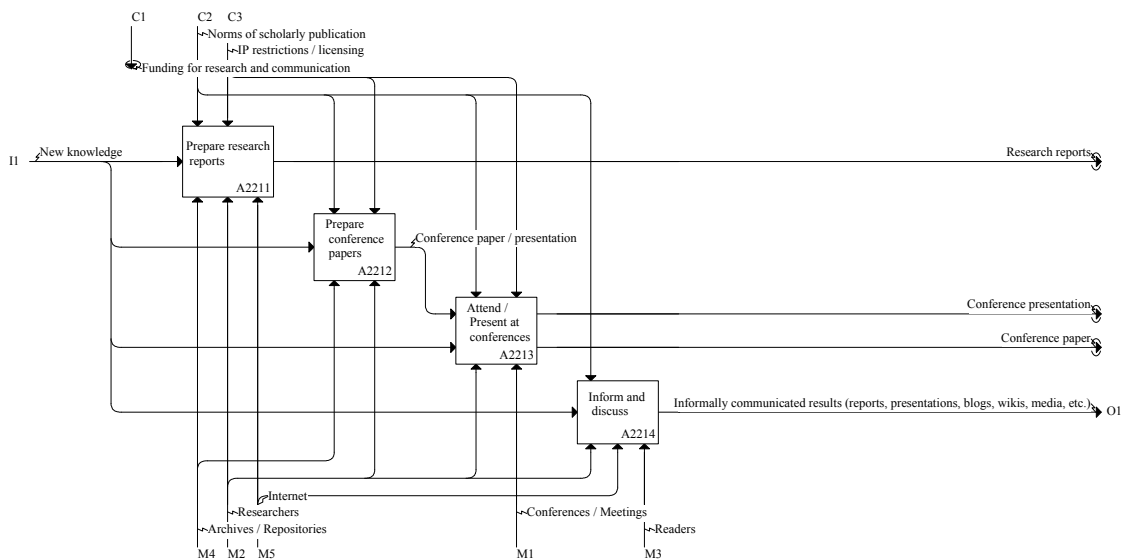 C1
C2
C3
Norms of scholarly publication
IP restrictions / licensing
Funding for research and communication
I1
New knowledge
Prepare research
reports
A2211
Research reports
Prepare
conference
papers
A2212
Conference paper / presentation
Attend /
Present at
conferences
A2213
Conference presentation
Conference paper
Inform and
discuss
A2214
Informally communicated results (reports, presentations, blogs, wikis, media, etc.)
O1
Internet
Researchers
Conferences / Meetings
Archives / Repositories
Readers
M4
M2
M5
M1
M3